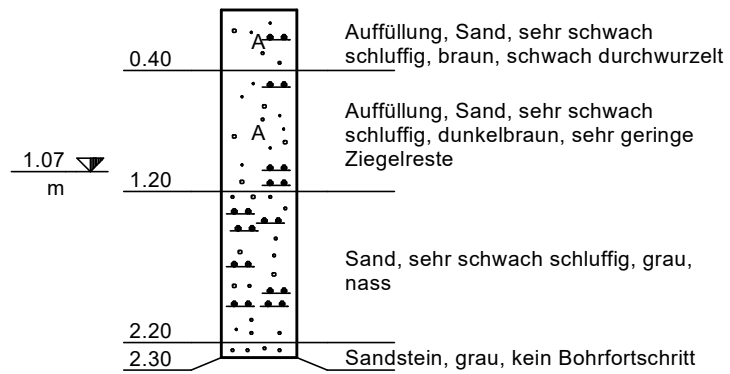 A
Auffüllung, Sand, sehr schwach
schluffig, braun, schwach durchwurzelt
0.40
Auffüllung, Sand, sehr schwach
schluffig, dunkelbraun, sehr geringe
Ziegelreste
A
1.07
m
1.20
Sand, sehr schwach schluffig, grau,
nass
2.20
2.30
Sandstein, grau, kein Bohrfortschritt